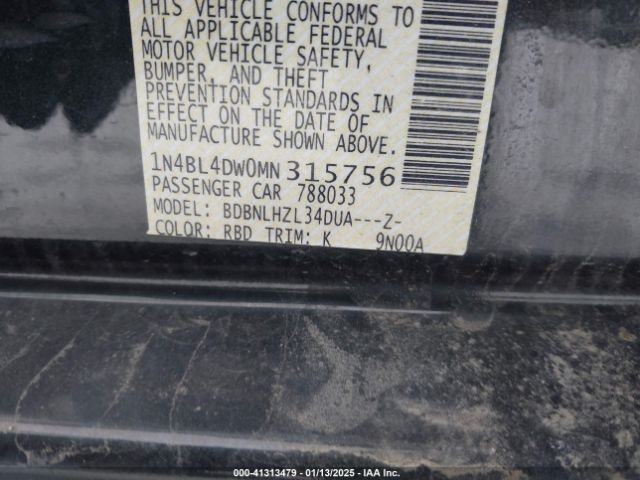 THIS VEHICLE CONFORMS TO
ALL APPLICABLE FEDERAL
MOTOR VEHICLE SAFETY,
BUMPER, AND THEFT
PREVENTION STANDARDS IN
EFFECT ON THE DATE OF
MANUFACTURE SHOWN ABOVE.
1N4BL4DW0MN315756
PASSENGER CAR 788033
MODEL: BDBNLHZL34DUA---Z-
COLOR: RBD TRIM: K 9N00A
000-41313479 — 01/13/2025 — IAA Inc.